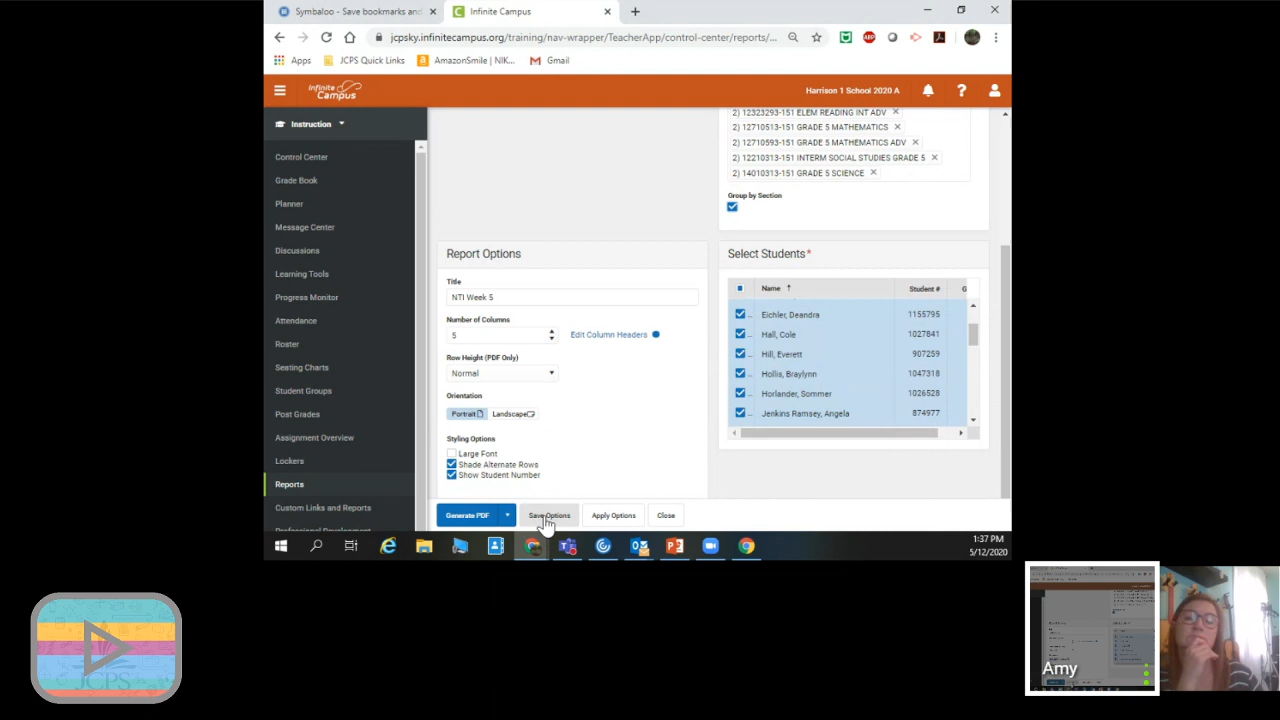 Symbaloo - Save bookmarks and
Infinite Campus
jcpsky.infinitecampus.org/training/nav-wrapper/TeacherApp/control-center/reports/...
Apps
JCPS Quick Links
AmazonSmile | NIK...
Gmail
Infinite Campus
Harrison 1 School 2020 A
Instruction
Control Center
Grade Book
Planner
Message Center
Discussions
Learning Tools
Progress Monitor
Attendance
Roster
Seating Charts
Student Groups
Post Grades
Assignment Overview
Lockers
Reports
Custom Links and Reports
Professional Development
2) 12323293-151 ELEM READING INT ADV
2) 12710513-151 GRADE 5 MATHEMATICS
2) 12710593-151 GRADE 5 MATHEMATICS ADV
2) 12210313-151 INTERM SOCIAL STUDIES GRADE 5
2) 14010313-151 GRADE 5 SCIENCE
Group by Section
Report Options
Title
NTI Week 5
Number of Columns
5
Edit Column Headers
Row Height (PDF Only)
Normal
Orientation
Portrait
Landscape
Styling Options
Large Font
Shade Alternate Rows
Show Student Number
Select Students*
Name ↑ Student # G
Eichler, Deandra 1155795
Hall, Cole 1027841
Hill, Everett 907259
Hollis, Braylynn 1047318
Horlander, Sommer 1026528
Jenkins Ramsey, Angela 874977
Generate PDF
Save Options
Apply Options
Close
1:37 PM
5/12/2020
JCPS
Amy